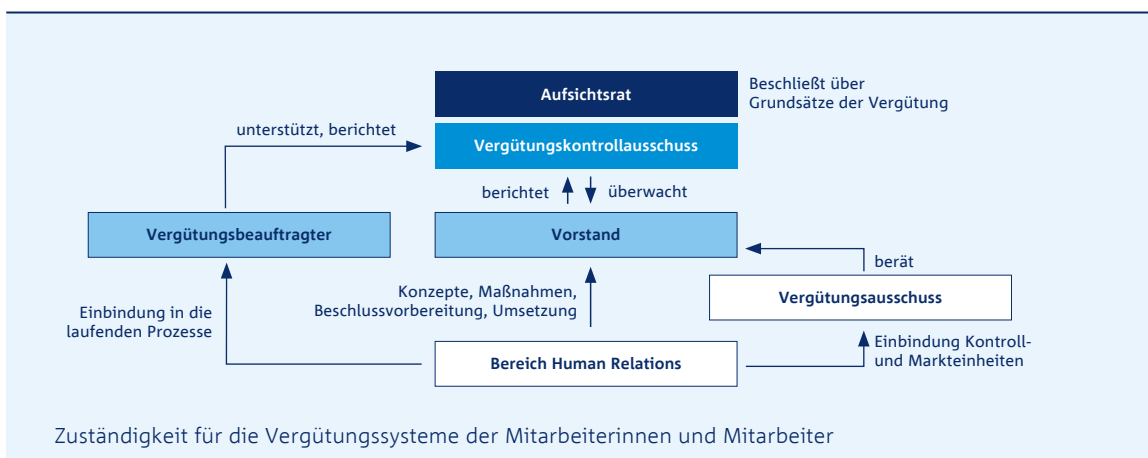 Aufsichtsrat
Beschließt über
Grundsätze der Vergütung
unterstützt, berichtet
Vergütungskontrollausschuss
berichtet
überwacht
Vergütungsbeauftragter
Vorstand
berät
Vergütungsausschuss
Konzepte, Maßnahmen,
Beschlussvorbereitung, Umsetzung
Einbindung in die
laufenden Prozesse
Einbindung Kontroll-
und Markteinheiten
Bereich Human Relations
Zuständigkeit für die Vergütungssysteme der Mitarbeiterinnen und Mitarbeiter